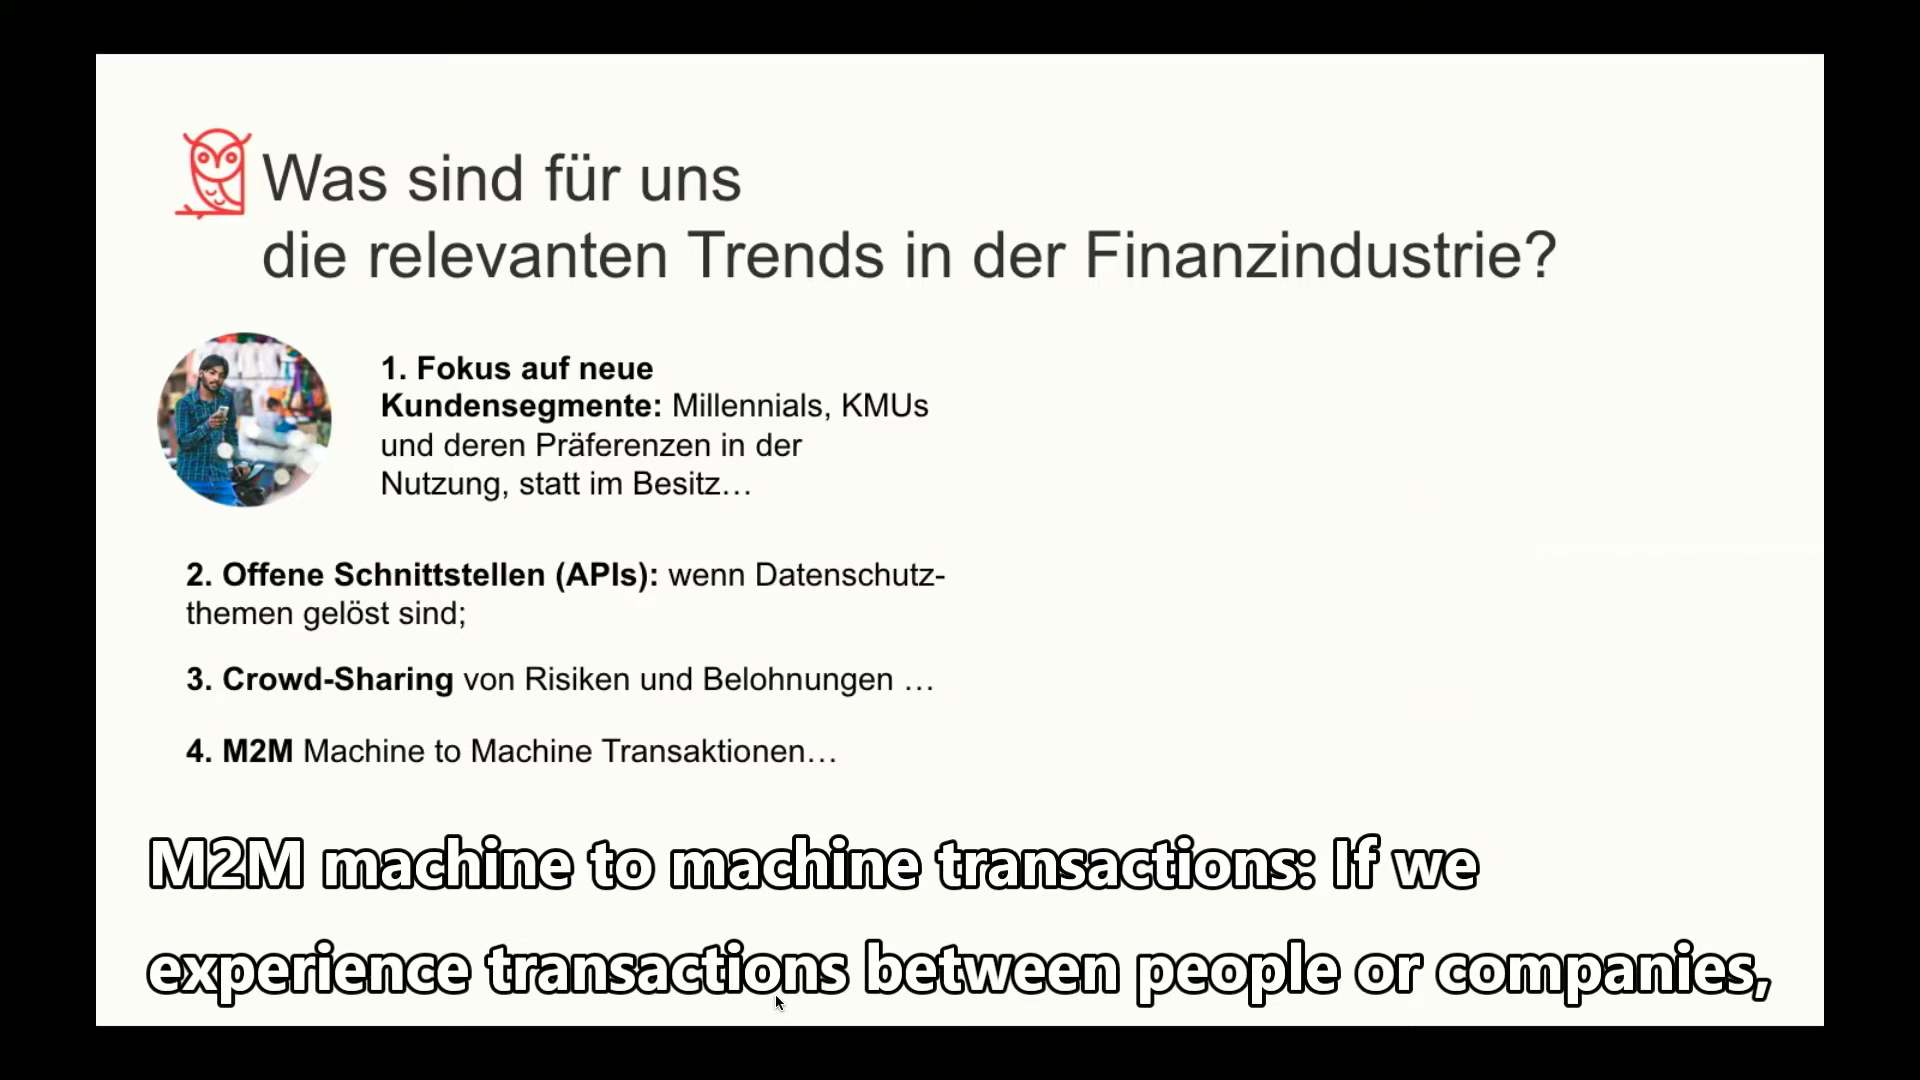 Was sind für uns
die relevanten Trends in der Finanzindustrie?
1. Fokus auf neue
Kundensegmente: Millennials, KMUs
und deren Präferenzen in der
Nutzung, statt im Besitz…
2. Offene Schnittstellen (APIs): wenn Datenschutz-
themen gelöst sind;
3. Crowd-Sharing von Risiken und Belohnungen …
4. M2M Machine to Machine Transaktionen…
M2M machine to machine transactions: If we
experience transactions between people or companies,